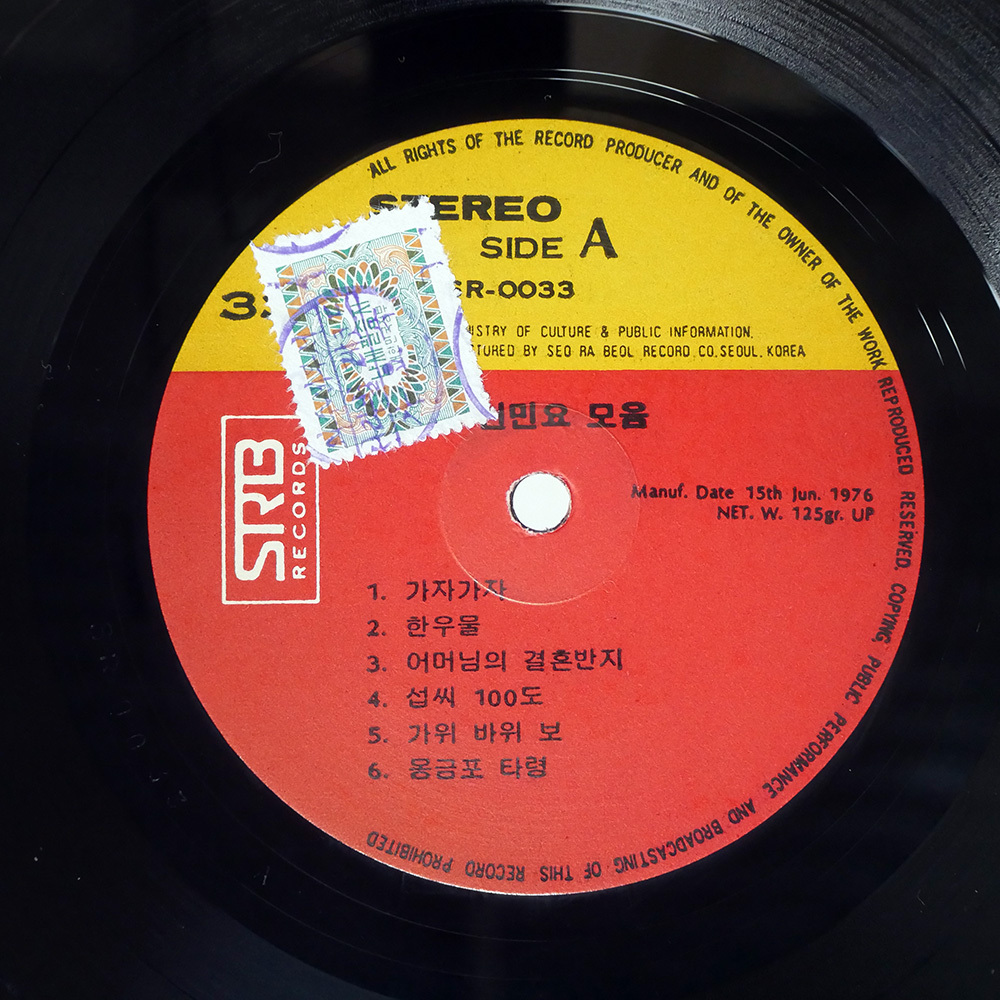 ALL RIGHTS OF THE RECORD PRODUCER AND OF THE OWNER OF THE WORK REPRODUCED RESERVED. COPYING, PUBLIC PERFORMANCE AND BROADCASTING OF THIS RECORD PROHIBITED
STEREO
SIDE A
SR-0033
OF CULTURE & PUBLIC INFORMATION.
BY SEO RA BEOL RECORD CO. SEOUL. KOREA
신민요 모음
SRB
RECORDS
Manuf. Date 15th Jun. 1976
NET. W. 125gr. UP
1. 가자가자
2. 한우물
3. 어머님의 결혼반지
4. 섭씨 100도
5. 가위 바위 보
6. 몽금포 타령